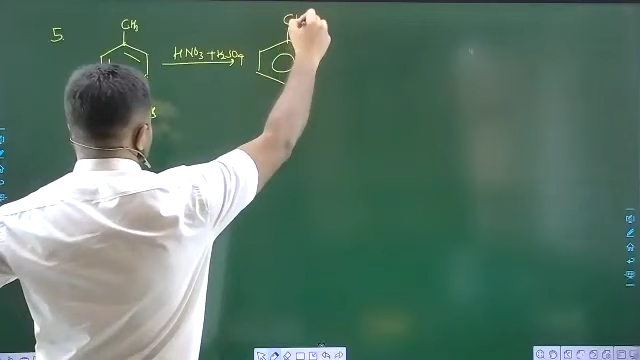 5.
CH₃
HNO₃ + H₂SO₄
C